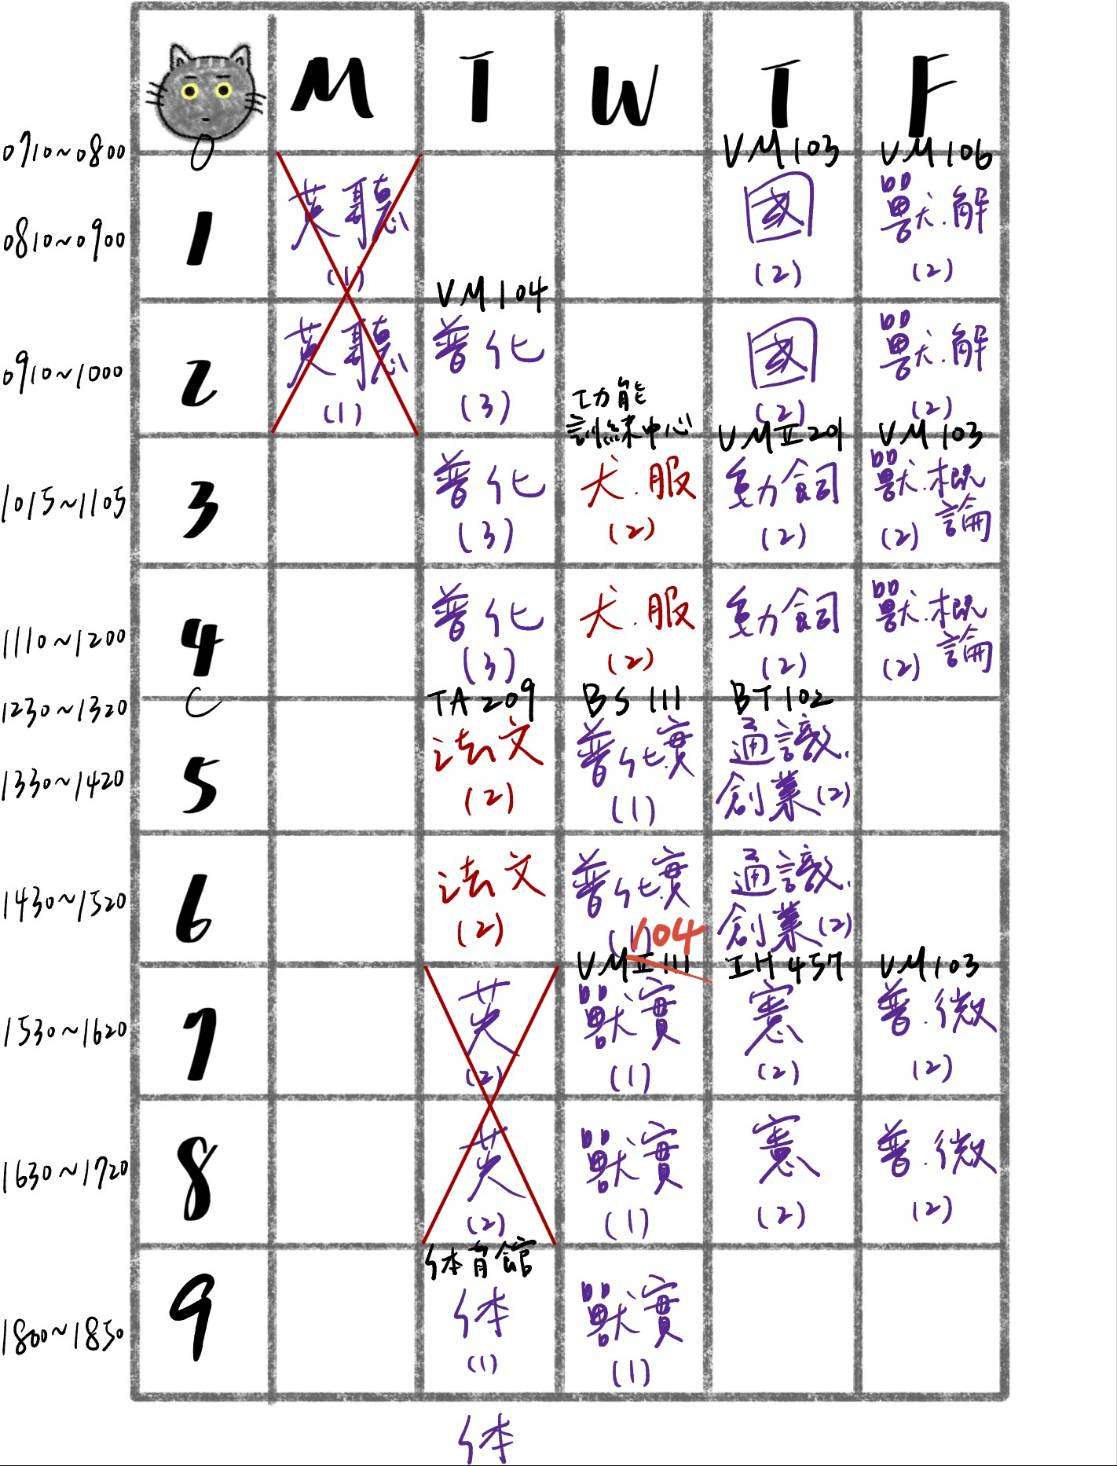 M T W T F
0710~0800 0 VM103 VM106
0810~0900 1 英聽 國 獸.解
(1) (2) (2)
VM104
0910~1000 2 英聽 普化 國 獸.解
(1) (3) (2) (2)
功能
訓練中心 VMII201 VM103
1015~1105 3 普化 犬.服 動飼 獸.概
論
(3) (2) (2) (2)
1110~1200 4 普化 犬.服 動飼 獸.概
論
(3) (2) (2) (2)
1230~1320 C TA209 BS111 BT102
1330~1420 5 法文 普化實 通識.
創業(2)
(2) (1)
1430~1520 6 法文 普化實 通識.
創業(2)
(2) (1)
104
VMII111 IH457 VM103
1530~1620 7 英 獸實 憲 普.微
(2) (1) (2) (2)
1630~1720 8 英 獸實 憲 普.微
(2) (1) (2) (2)
体育館
1800~1850 9 体 獸實
(1) (1)
体